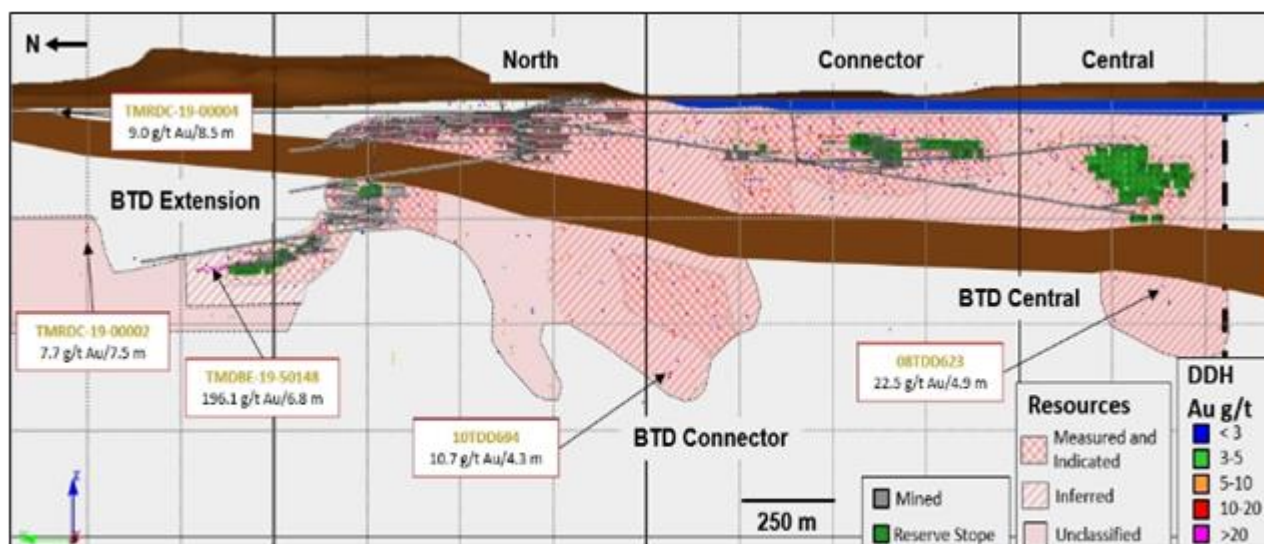 N
North
Connector
Central
TMRDC-19-00004
9.0 g/t Au/8.5 m
BTD Extension
TMRDC-19-00002
7.7 g/t Au/7.5 m
TMDBE-19-50148
196.1 g/t Au/6.8 m
10TDD694
10.7 g/t Au/4.3 m
BTD Connector
BTD Central
08TDD623
22.5 g/t Au/4.9 m
250 m
Mined
Reserve Stope
Resources
Measured and
Indicated
Inferred
Unclassified
DDH
Au g/t
< 3
3-5
5-10
10-20
>20
Z